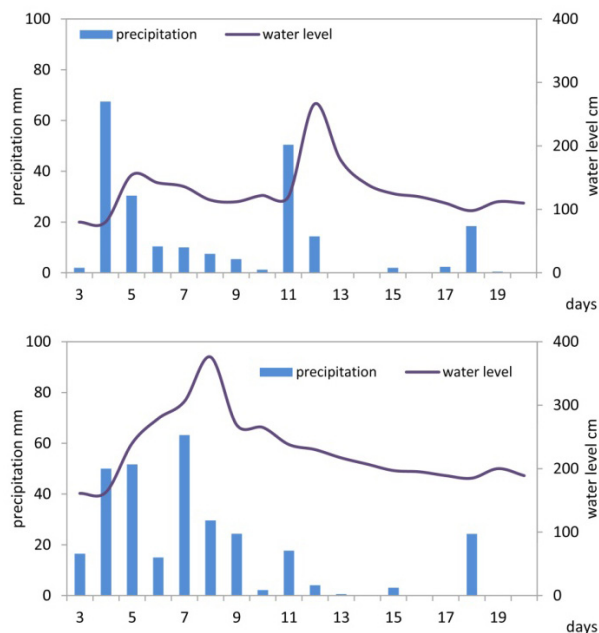 100
80
60
40
20
0
precipitation mm
precipitation
water level
400
300
200
100
0
water level cm
3 5 7 9 11 13 15 17 19
days
100
80
60
40
20
0
precipitation mm
precipitation
water level
400
300
200
100
0
water level cm
3 5 7 9 11 13 15 17 19
days